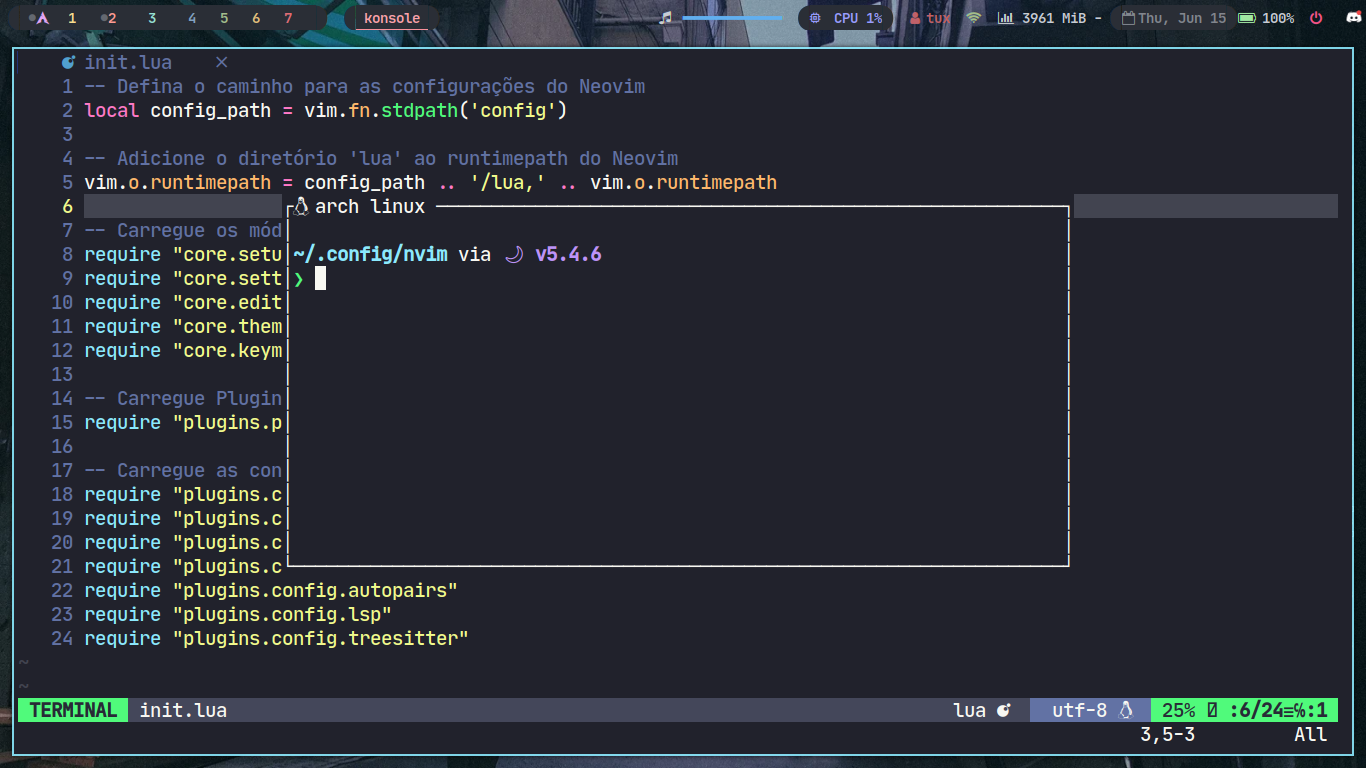 1 2 3 4 5 6 7 konsole CPU 1% tux 3961 MiB - Thu, Jun 15 100%
init.lua ×
1 -- Defina o caminho para as configurações do Neovim
2 local config_path = vim.fn.stdpath('config')
3
4 -- Adicione o diretório 'lua' ao runtimepath do Neovim
5 vim.o.runtimepath = config_path .. '/lua,' .. vim.o.runtimepath
6 arch linux
7 -- Carregue os mód
8 require "core.setu ~/.config/nvim via v5.4.6
9 require "core.sett ❯
10 require "core.edit
11 require "core.them
12 require "core.keym
13
14 -- Carregue Plugin
15 require "plugins.p
16
17 -- Carregue as con
18 require "plugins.c
19 require "plugins.c
20 require "plugins.c
21 require "plugins.c
22 require "plugins.config.autopairs"
23 require "plugins.config.lsp"
24 require "plugins.config.treesitter"
~
~
TERMINAL init.lua lua utf-8 25% :6/24≡℅:1
3,5-3 All